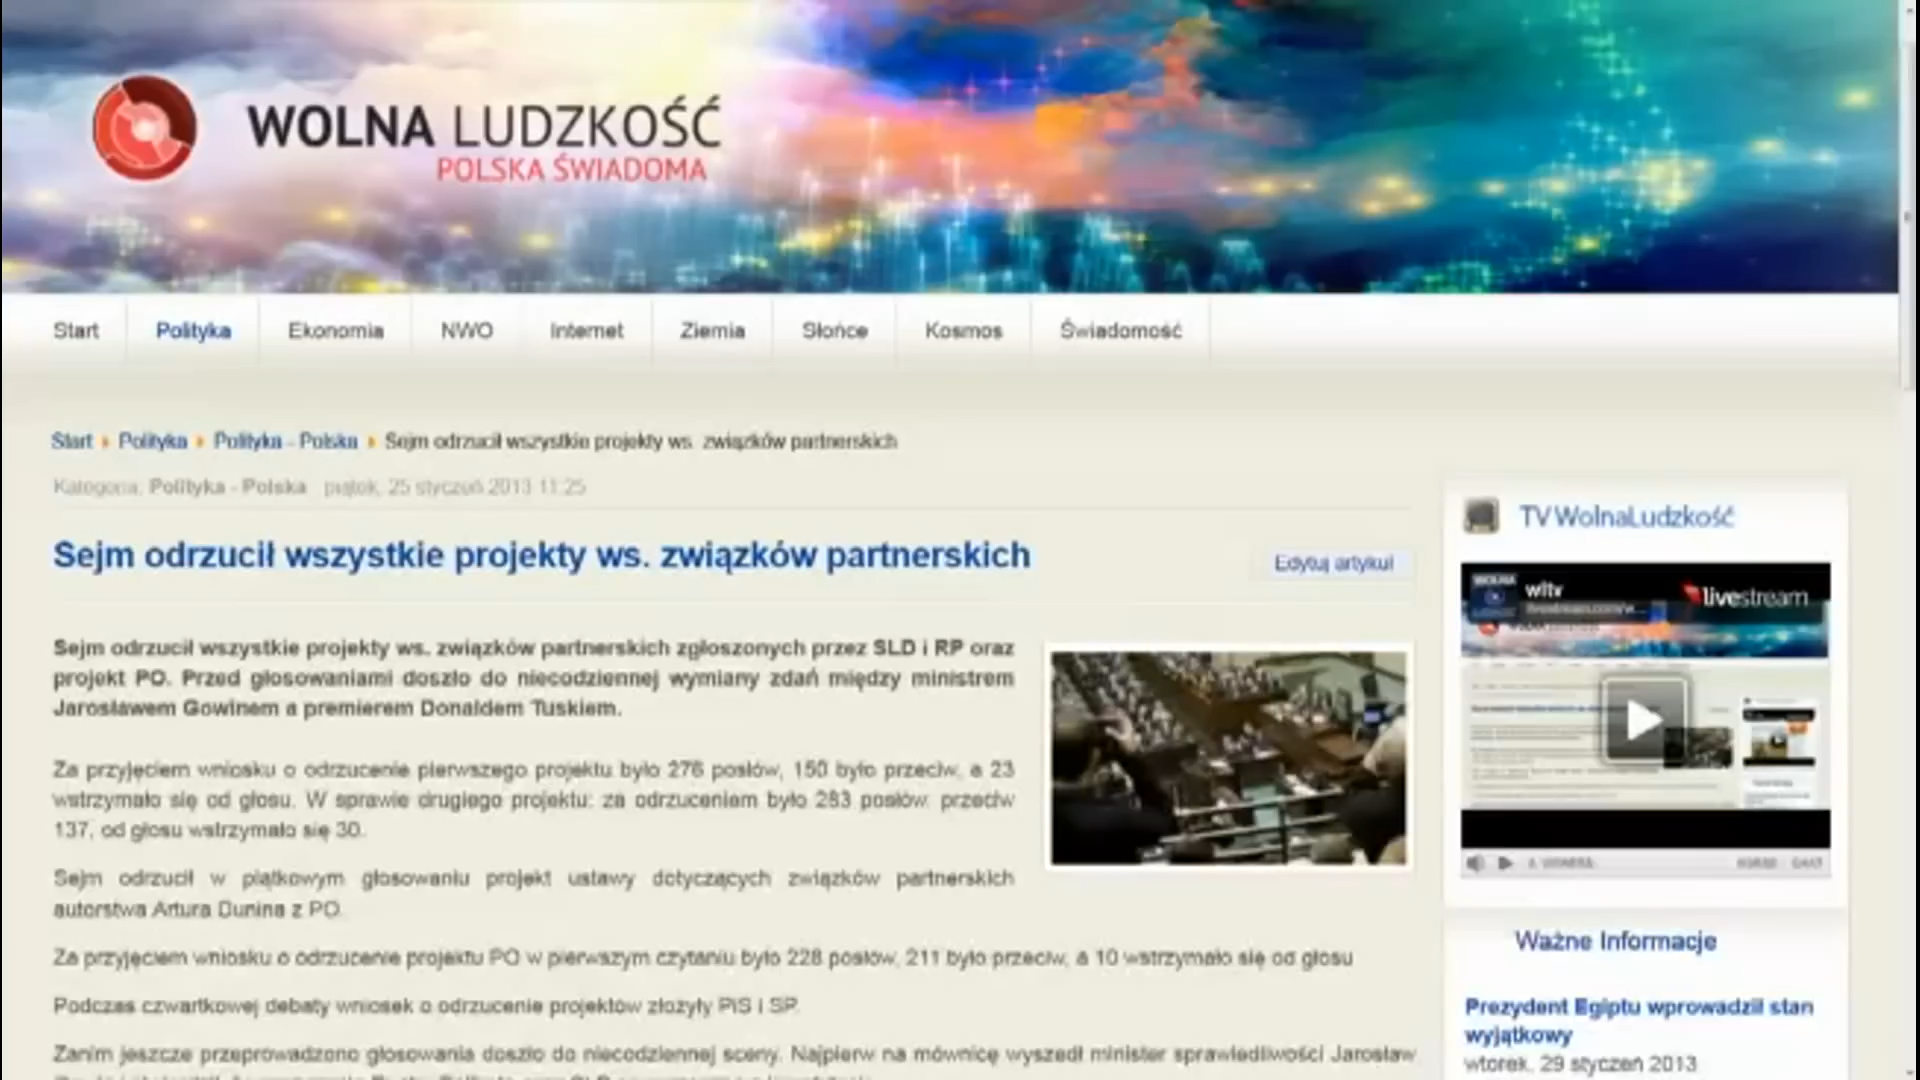 WOLNA LUDZKOŚĆ
POLSKA ŚWIADOMA
Start Polityka Ekonomia NWO Internet Ziemia Słońce Kosmos Świadomość
Start Polityka Polityka - Polska Sejm odrzucił wszystkie projekty ws. związków partnerskich
Kategoria: Polityka - Polska piątek, 25 styczeń 2013 11:25
Sejm odrzucił wszystkie projekty ws. związków partnerskich
Edytuj artykuł
Sejm odrzucił wszystkie projekty ws. związków partnerskich zgłoszonych przez SLD i RP oraz
projekt PO. Przed głosowaniami doszło do niecodziennej wymiany zdań między ministrem
Jarosławem Gowinem a premierem Donaldem Tuskiem.
Za przyjęciem wniosku o odrzucenie pierwszego projektu było 276 posłów, 150 było przeciw, a 23
wstrzymało się od głosu. W sprawie drugiego projektu: za odrzuceniem było 283 posłów, przeciw
137, od głosu wstrzymało się 30.
Sejm odrzucił w piątkowym głosowaniu projekt ustawy dotyczących związków partnerskich
autorstwa Artura Dunina z PO.
Za przyjęciem wniosku o odrzucenie projektu PO w pierwszym czytaniu było 228 posłów, 211 było przeciw, a 10 wstrzymało się od głosu
Podczas czwartkowej debaty wniosek o odrzucenie projektów złożyły PiS i SP.
Zanim jeszcze przeprowadzono głosowania doszło do niecodziennej sceny. Najpierw na mównicę wyszedł minister sprawiedliwości Jarosław
TV WolnaLudzkość
WOLNA
wltv
livestream
Ważne Informacje
Prezydent Egiptu wprowadził stan
wyjątkowy
wtorek, 29 styczeń 2013